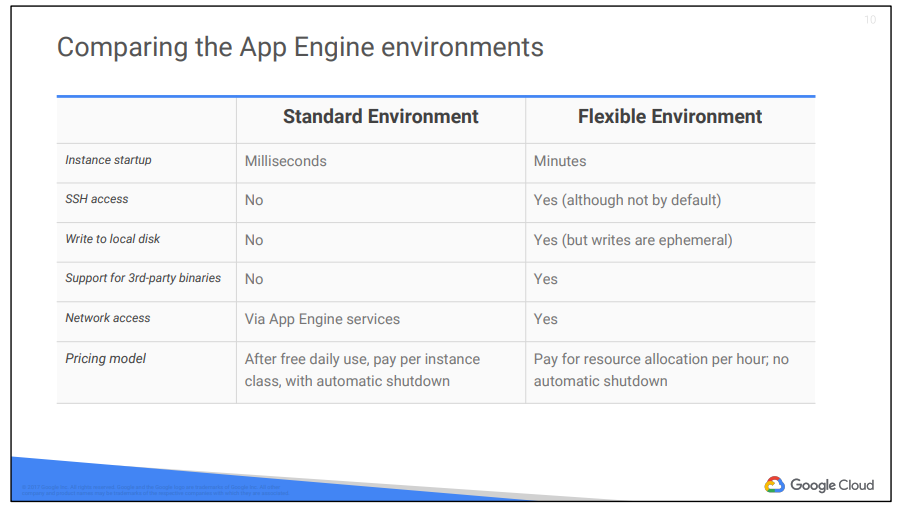 10
Comparing the App Engine environments
Standard Environment
Flexible Environment
Instance startup
Milliseconds
Minutes
SSH access
No
Yes (although not by default)
Write to local disk
No
Yes (but writes are ephemeral)
Support for 3rd-party binaries
No
Yes
Network access
Via App Engine services
Yes
Pricing model
After free daily use, pay per instance
class, with automatic shutdown
Pay for resource allocation per hour; no
automatic shutdown
Google Cloud